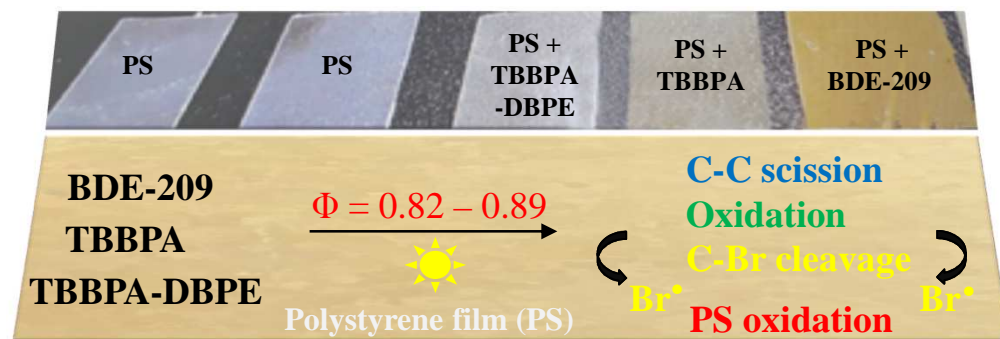 PS
PS
PS +
TBBPA
-DBPE
PS +
TBBPA
PS +
BDE-209
BDE-209
TBBPA
TBBPA-DBPE
Φ = 0.82 – 0.89
Polystyrene film (PS)
C-C scission
Oxidation
C-Br cleavage
Br• Br•
PS oxidation